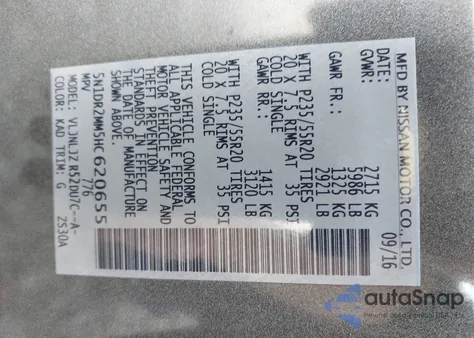 MFD BY NISSAN MOTOR CO., LTD.
09/16
GVWR: 2715 KG
5986 LB
GAWR FR: 1325 KG
2921 LB
WITH P235/55R20 TIRES
20 X 7.5 RIMS AT 35 PSI
COLD SINGLE
GAWR RR: 1415 KG
3120 LB
WITH P235/55R20 TIRES
20 X 7.5 RIMS AT 35 PSI
COLD SINGLE
THIS VEHICLE CONFORMS TO
ALL APPLICABLE FEDERAL
MOTOR VEHICLE SAFETY AND
THEFT PREVENTION
STANDARDS IN EFFECT ON
THE DATE OF MANUFACTURE
SHOWN ABOVE.
5N1DR2MM5HC620655
MPV 776
MODEL: VL3NLJZ R52DU7C--A-
COLOR: KAD TRIM: G ZS30A
autoSnap